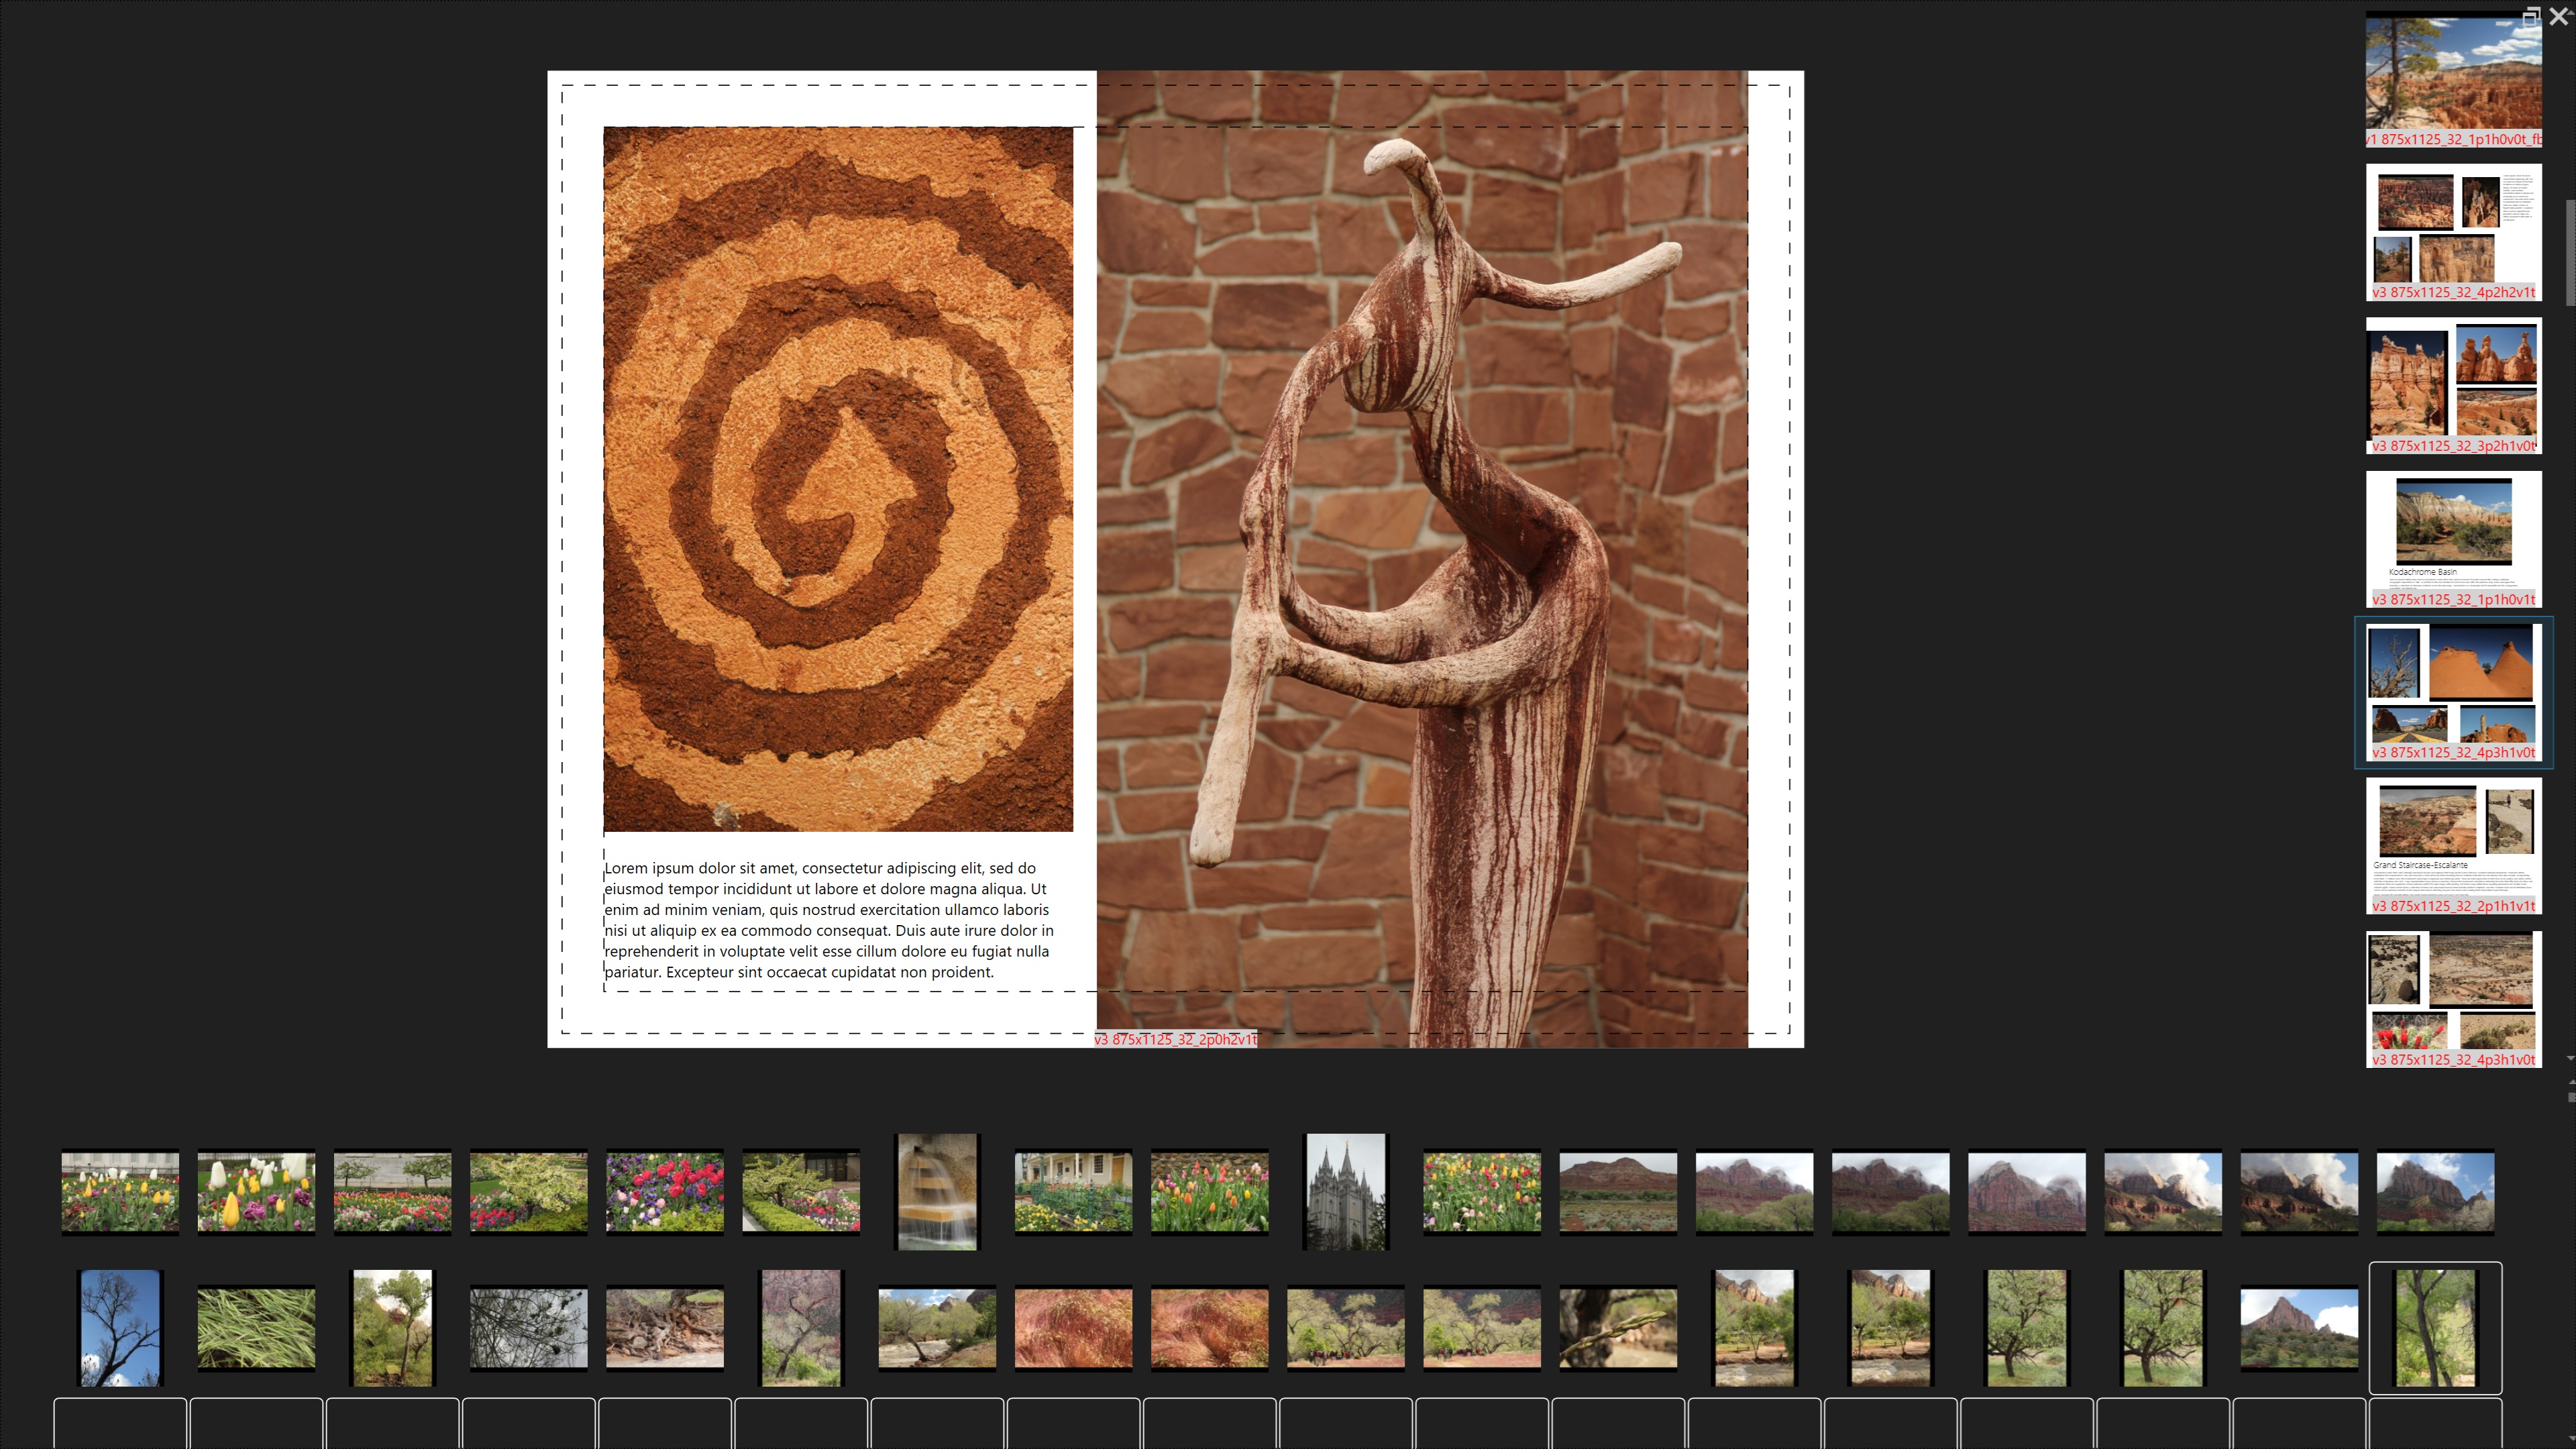 Lorem ipsum dolor sit amet, consectetur adipiscing elit, sed do
eiusmod tempor incididunt ut labore et dolore magna aliqua. Ut
enim ad minim veniam, quis nostrud exercitation ullamco laboris
nisi ut aliquip ex ea commodo consequat. Duis aute irure dolor in
reprehenderit in voluptate velit esse cillum dolore eu fugiat nulla
pariatur. Excepteur sint occaecat cupidatat non proident.
v3 875x1125_32_2p0h2v1t
v1 875x1125_32_1p1h0v0t_fb
v3 875x1125_32_4p2h2v1t
v3 875x1125_32_3p2h1v0t
Kodachrome Basin
v3 875x1125_32_1p1h0v1t
v3 875x1125_32_4p3h1v0t
Grand Staircase-Escalante
v3 875x1125_32_2p1h1v1t
v3 875x1125_32_4p3h1v0t